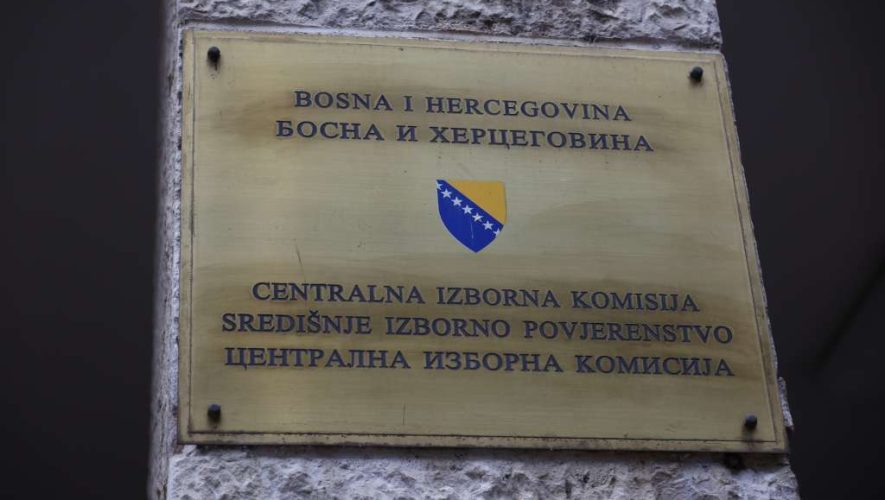 BOSNA I HERCEGOVINA
БОСНА И ХЕРЦЕГОВИНА
CENTRALNA IZBORNA KOMISIJA
SREDIŠNJE IZBORNO POVJERENSTVO
ЦЕНТРАЛНА ИЗБОРНА КОМИСИЈА